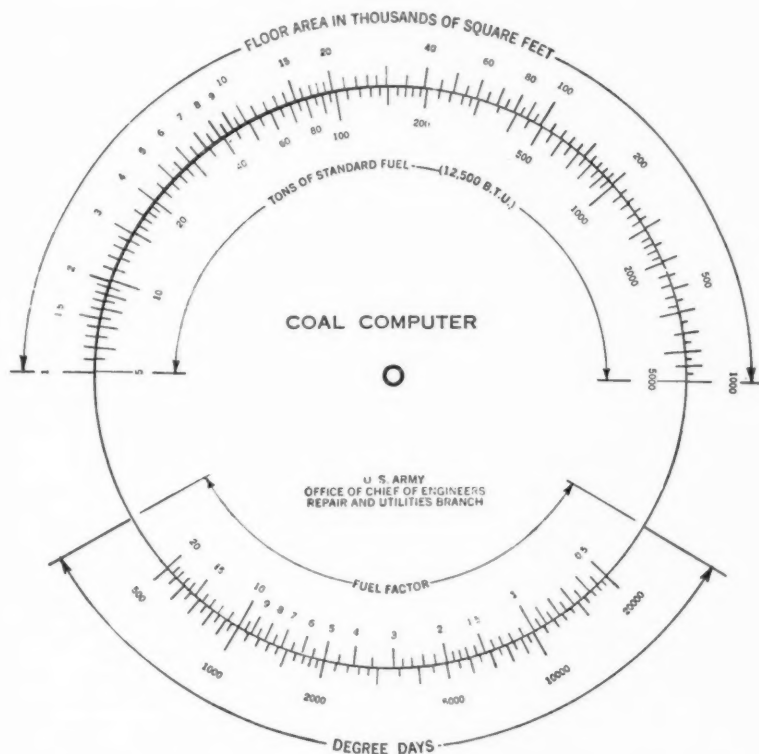 FLOOR AREA IN THOUSANDS OF SQUARE FEET
1 1.5 2 3 4 5 6 7 8 9 10 15 20 40 60 80 100 200 500 1000
5 10 20 40 60 80 100 200 500 1000 2000 5000
TONS OF STANDARD FUEL (12,500 B.T.U.)
COAL COMPUTER
U.S. ARMY
OFFICE OF CHIEF OF ENGINEERS
REPAIR AND UTILITIES BRANCH
FUEL FACTOR
20 15 10 9 8 7 6 5 4 3 2 1.5 1 0.5
500 1000 2000 10000 20000
DEGREE DAYS